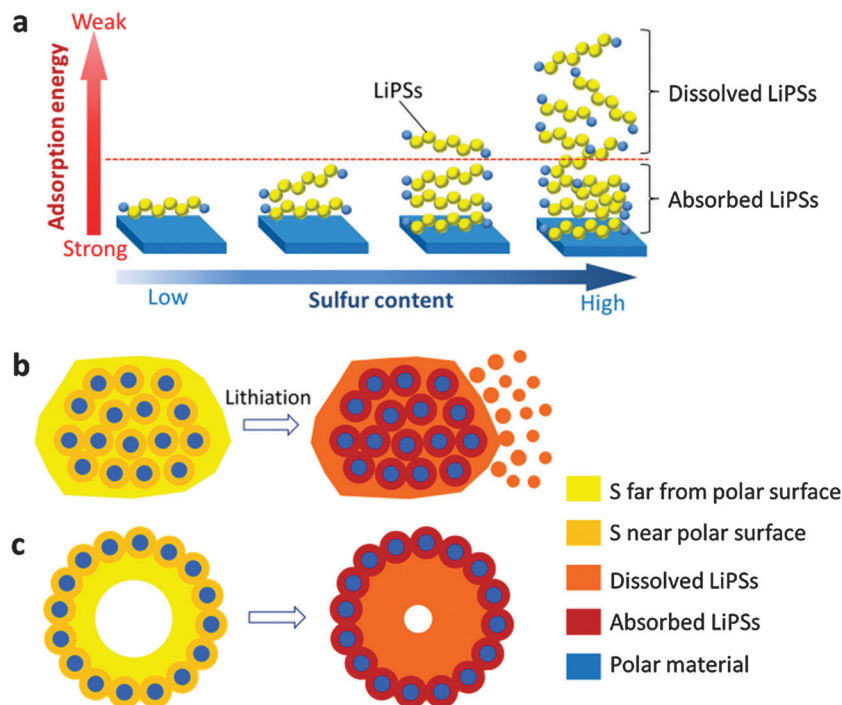 a
Weak
Adsorption energy
Strong
LiPSs
Dissolved LiPSs
Absorbed LiPSs
Low
Sulfur content
High
b
Lithiation
c
S far from polar surface
S near polar surface
Dissolved LiPSs
Absorbed LiPSs
Polar material